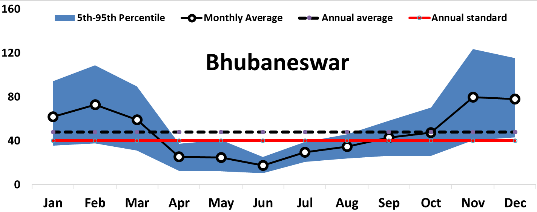 160
5th-95th Percentile Monthly Average Annual average Annual standard
Bhubaneswar
120
80
40
0
Jan Feb Mar Apr May Jun Jul Aug Sep Oct Nov Dec